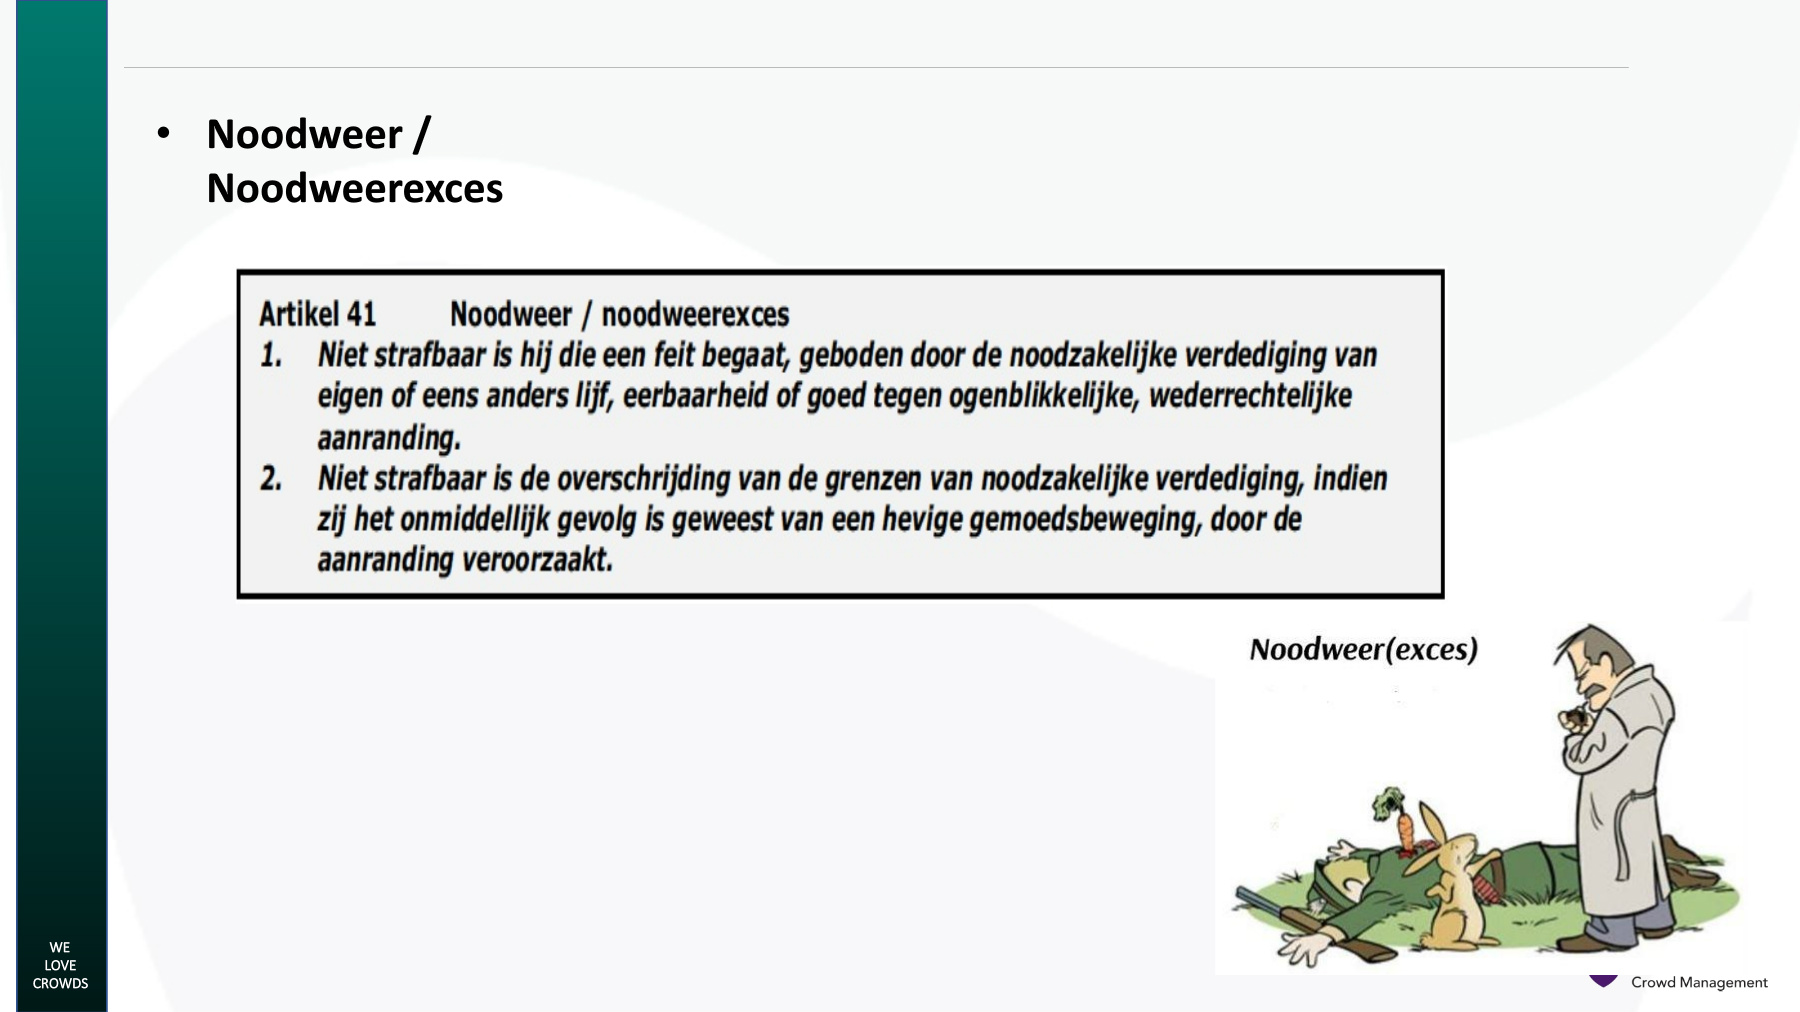 • Noodweer /
Noodweerexces
Artikel 41 Noodweer / noodweerexces
1. Niet strafbaar is hij die een feit begaat, geboden door de noodzakelijke verdediging van
eigen of eens anders lijf, eerbaarheid of goed tegen ogenblikkelijke, wederrechtelijke
aanranding.
2. Niet strafbaar is de overschrijding van de grenzen van noodzakelijke verdediging, indien
zij het onmiddellijk gevolg is geweest van een hevige gemoedsbeweging, door de
aanranding veroorzaakt.
Noodweer(exces)
WE
LOVE
CROWDS
Crowd Management